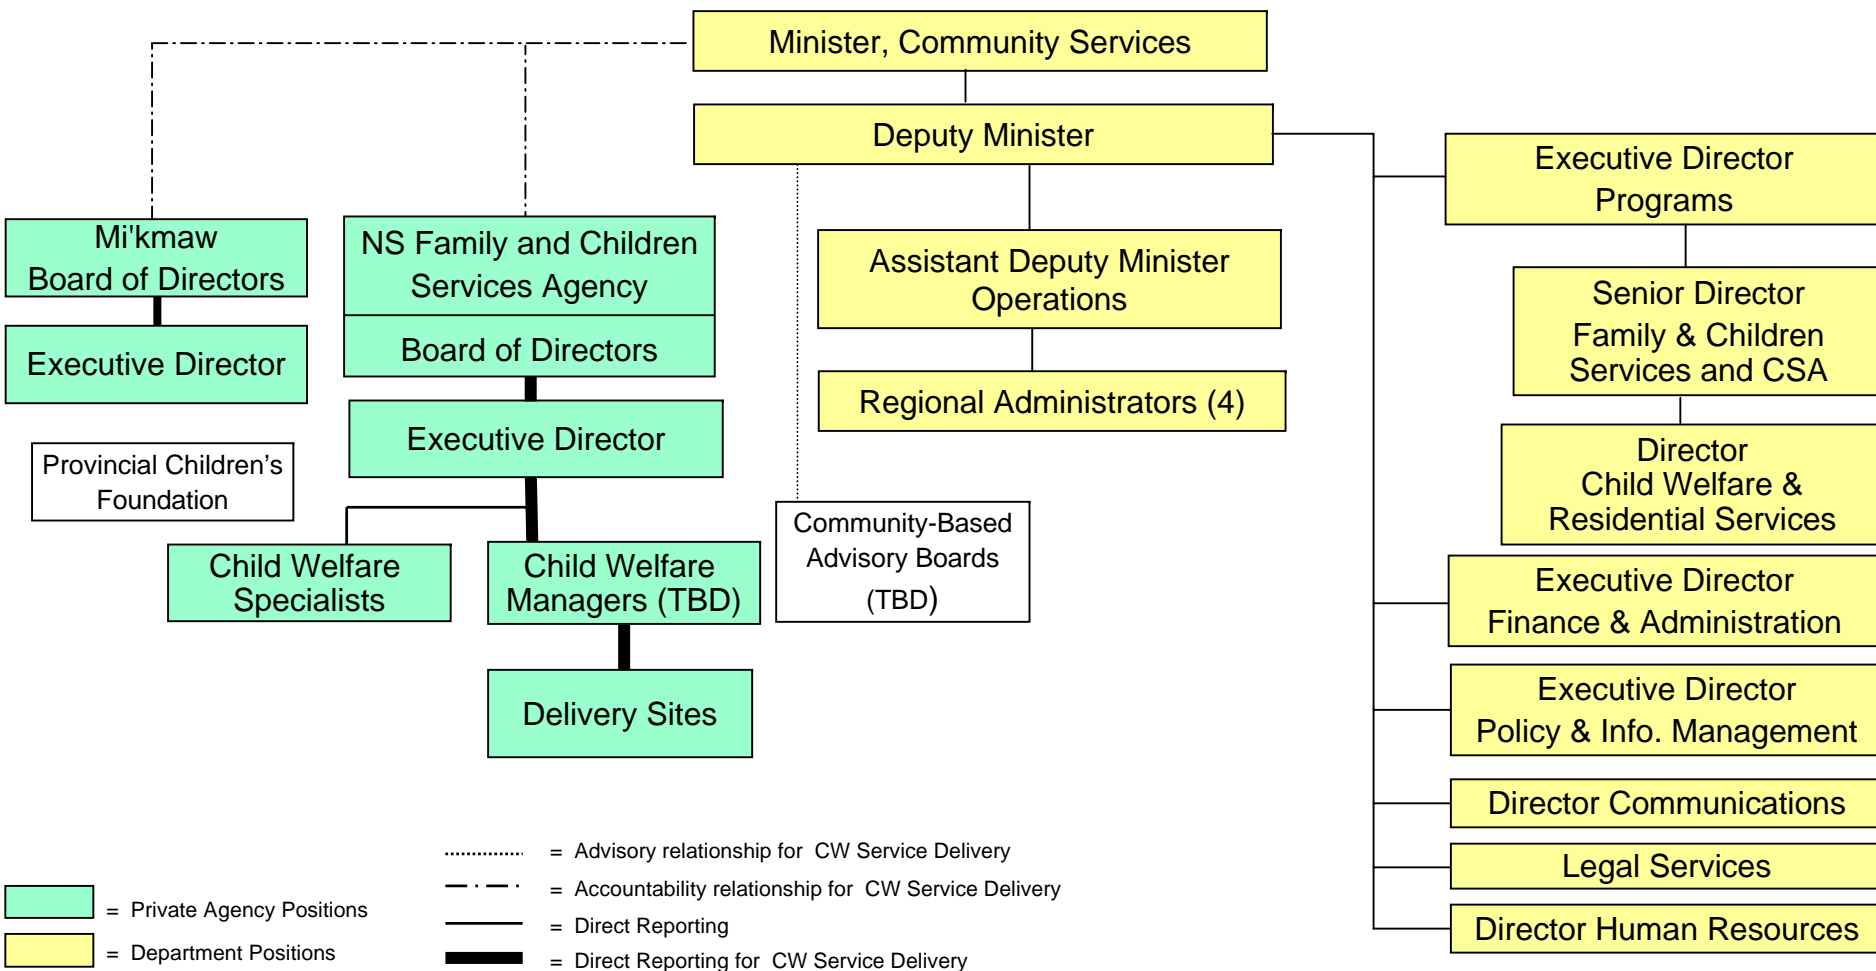 Minister, Community Services
Deputy Minister
Mi'kmaw
Board of Directors
Executive Director
NS Family and Children
Services Agency
Board of Directors
Executive Director
Provincial Children’s
Foundation
Child Welfare
Specialists
Child Welfare
Managers (TBD)
Delivery Sites
Assistant Deputy Minister
Operations
Regional Administrators (4)
Community-Based
Advisory Boards
(TBD)
Executive Director
Programs
Senior Director
Family & Children
Services and CSA
Director
Child Welfare &
Residential Services
Executive Director
Finance & Administration
Executive Director
Policy & Info. Management
Director Communications
Legal Services
Director Human Resources
= Private Agency Positions
= Department Positions
= Advisory relationship for CW Service Delivery
= Accountability relationship for CW Service Delivery
= Direct Reporting
= Direct Reporting for CW Service Delivery